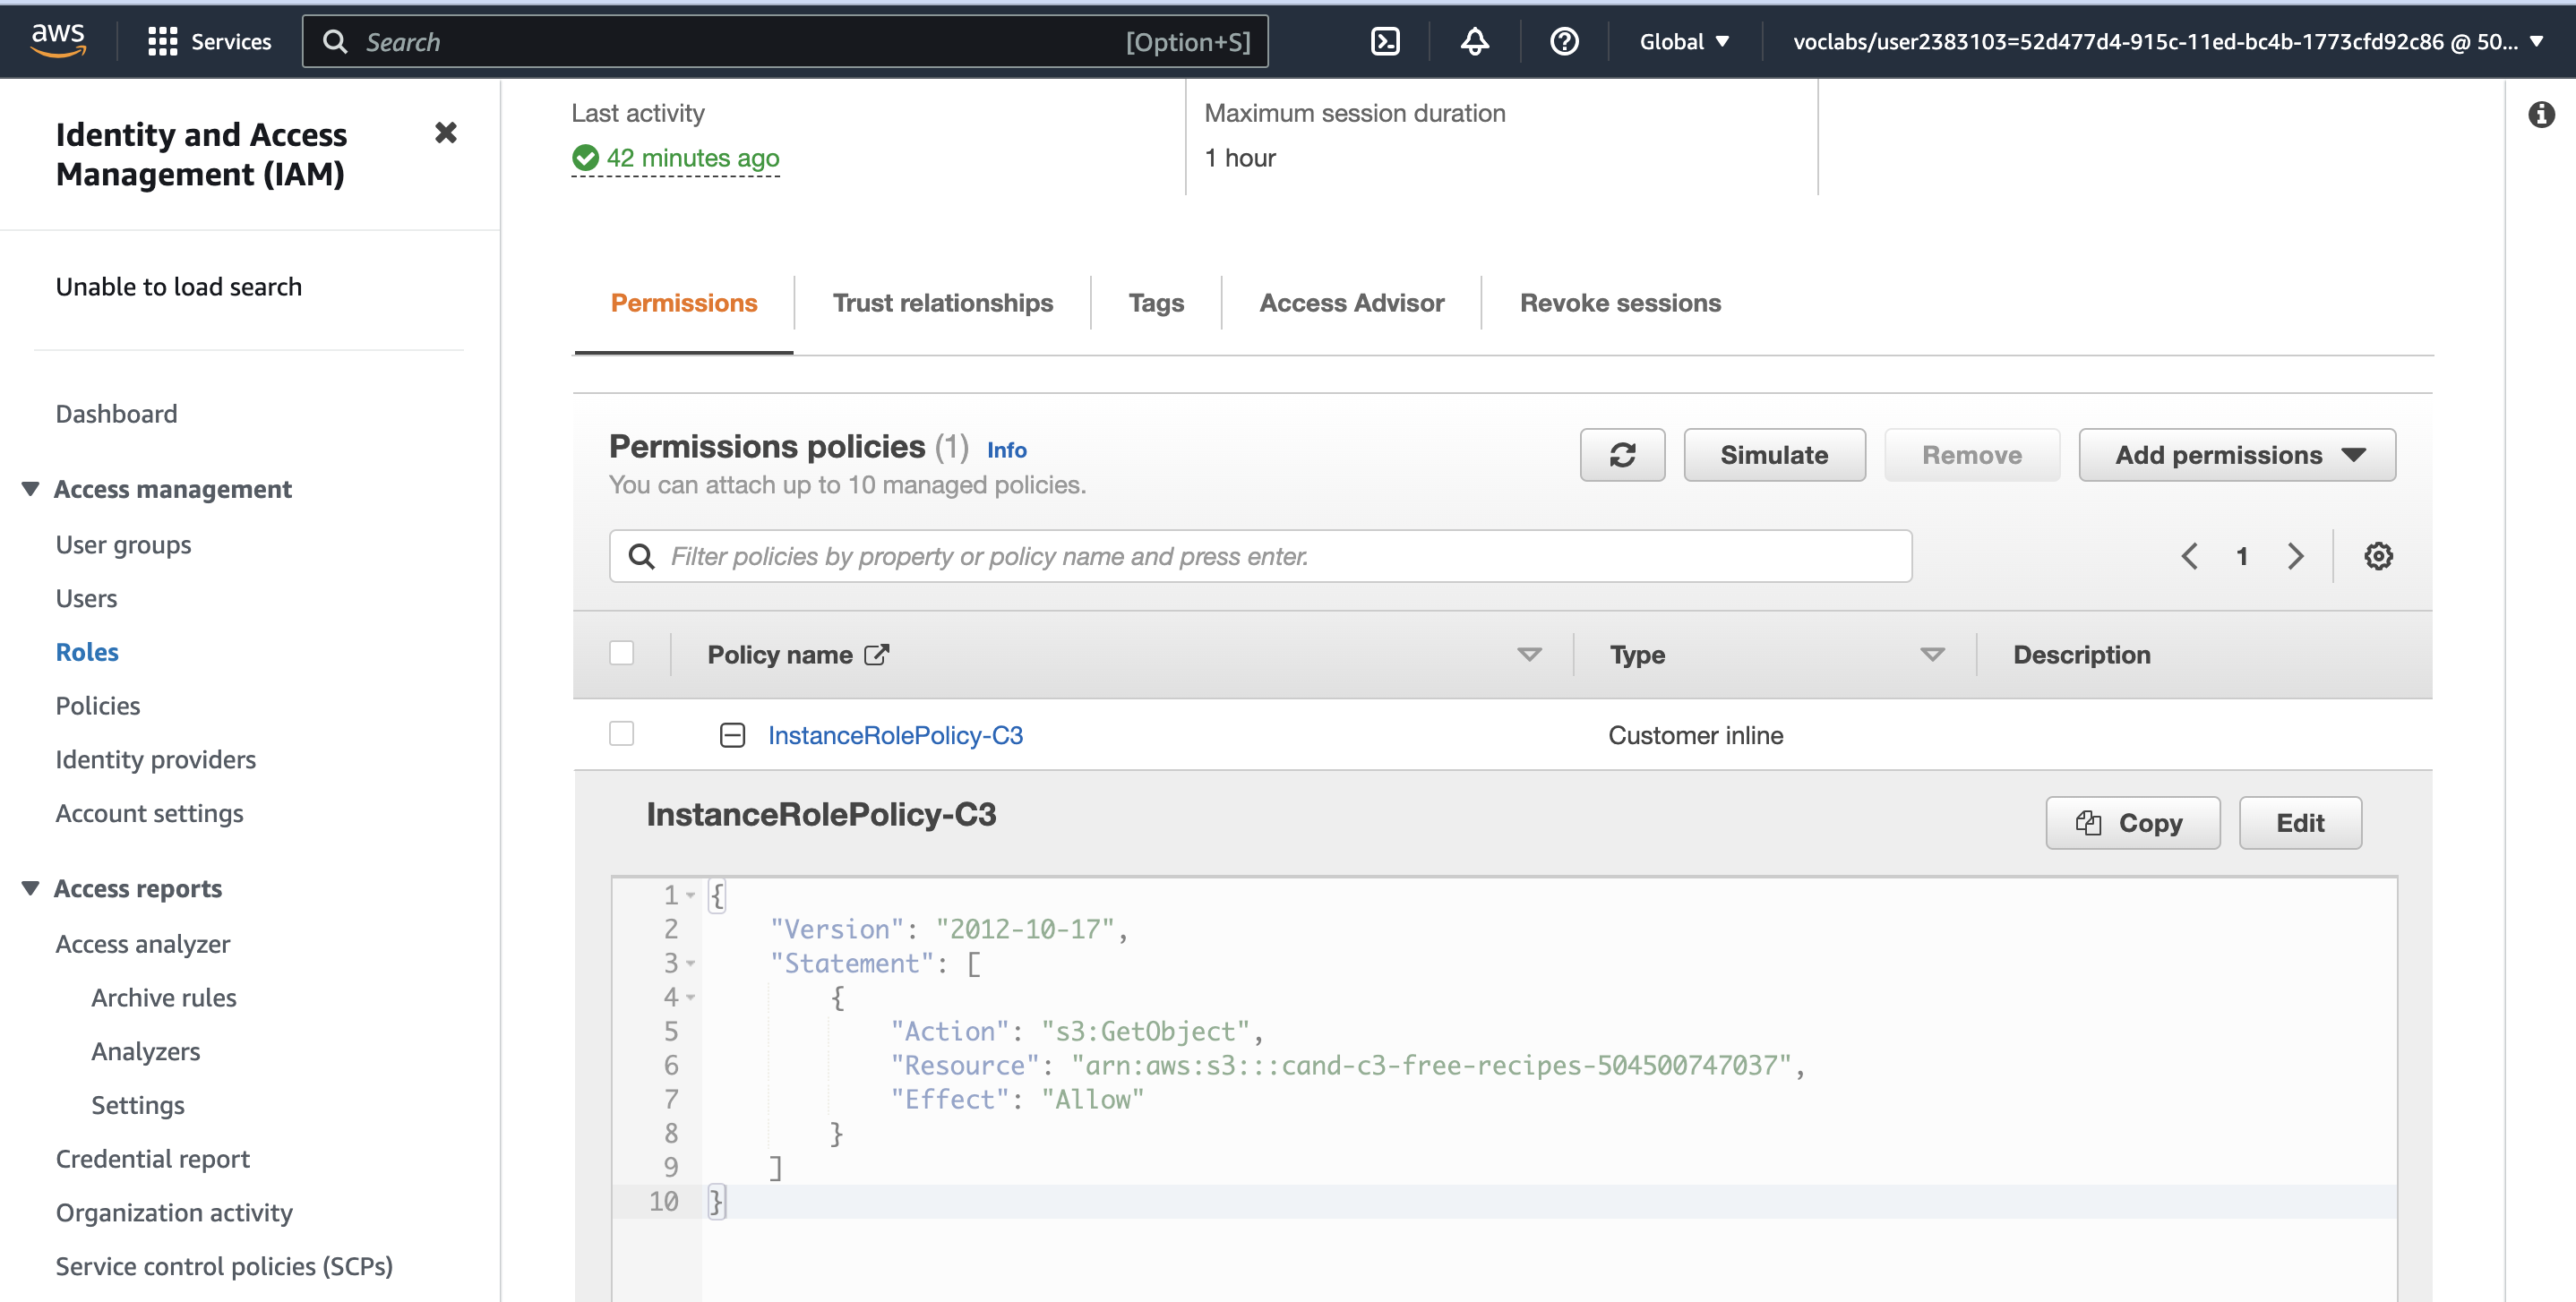 aws
Services
Search
[Option+S]
Global
voclabs/user2383103=52d477d4-915c-11ed-bc4b-1773cfd92c86 @ 50...
Identity and Access
Management (IAM)
Unable to load search
Dashboard
Access management
User groups
Users
Roles
Policies
Identity providers
Account settings
Access reports
Access analyzer
Archive rules
Analyzers
Settings
Credential report
Organization activity
Service control policies (SCPs)
Last activity
42 minutes ago
Maximum session duration
1 hour
Permissions
Trust relationships
Tags
Access Advisor
Revoke sessions
Permissions policies (1) Info
You can attach up to 10 managed policies.
Simulate
Remove
Add permissions
Filter policies by property or policy name and press enter.
1
Policy name
Type
Description
InstanceRolePolicy-C3
Customer inline
InstanceRolePolicy-C3
Copy
Edit
1 {
2 "Version": "2012-10-17",
3 "Statement": [
4 {
5 "Action": "s3:GetObject",
6 "Resource": "arn:aws:s3:::cand-c3-free-recipes-504500747037",
7 "Effect": "Allow"
8 }
9 ]
10 }